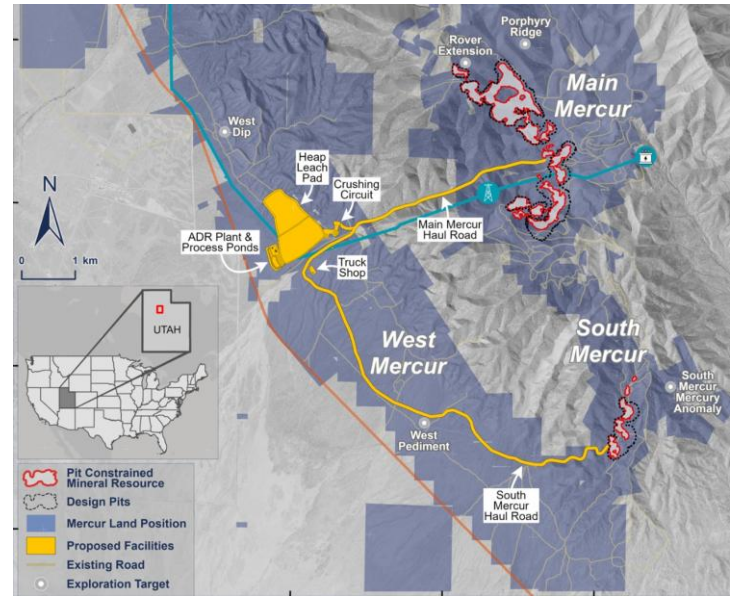 Porphyry
Ridge
Rover
Extension
Main
Mercur
West
Dip
Heap
Leach
Pad
Crushing
Circuit
N
0 1 km
ADR Plant &
Process Ponds
Main Mercur
Haul Road
Truck
Shop
UTAH
West
Mercur
South
Mercur
South
Mercur
Mercury
Anomaly
West
Pediment
South
Mercur
Haul Road
Pit Constrained
Mineral Resource
Design Pits
Mercur Land Position
Proposed Facilities
Existing Road
Exploration Target